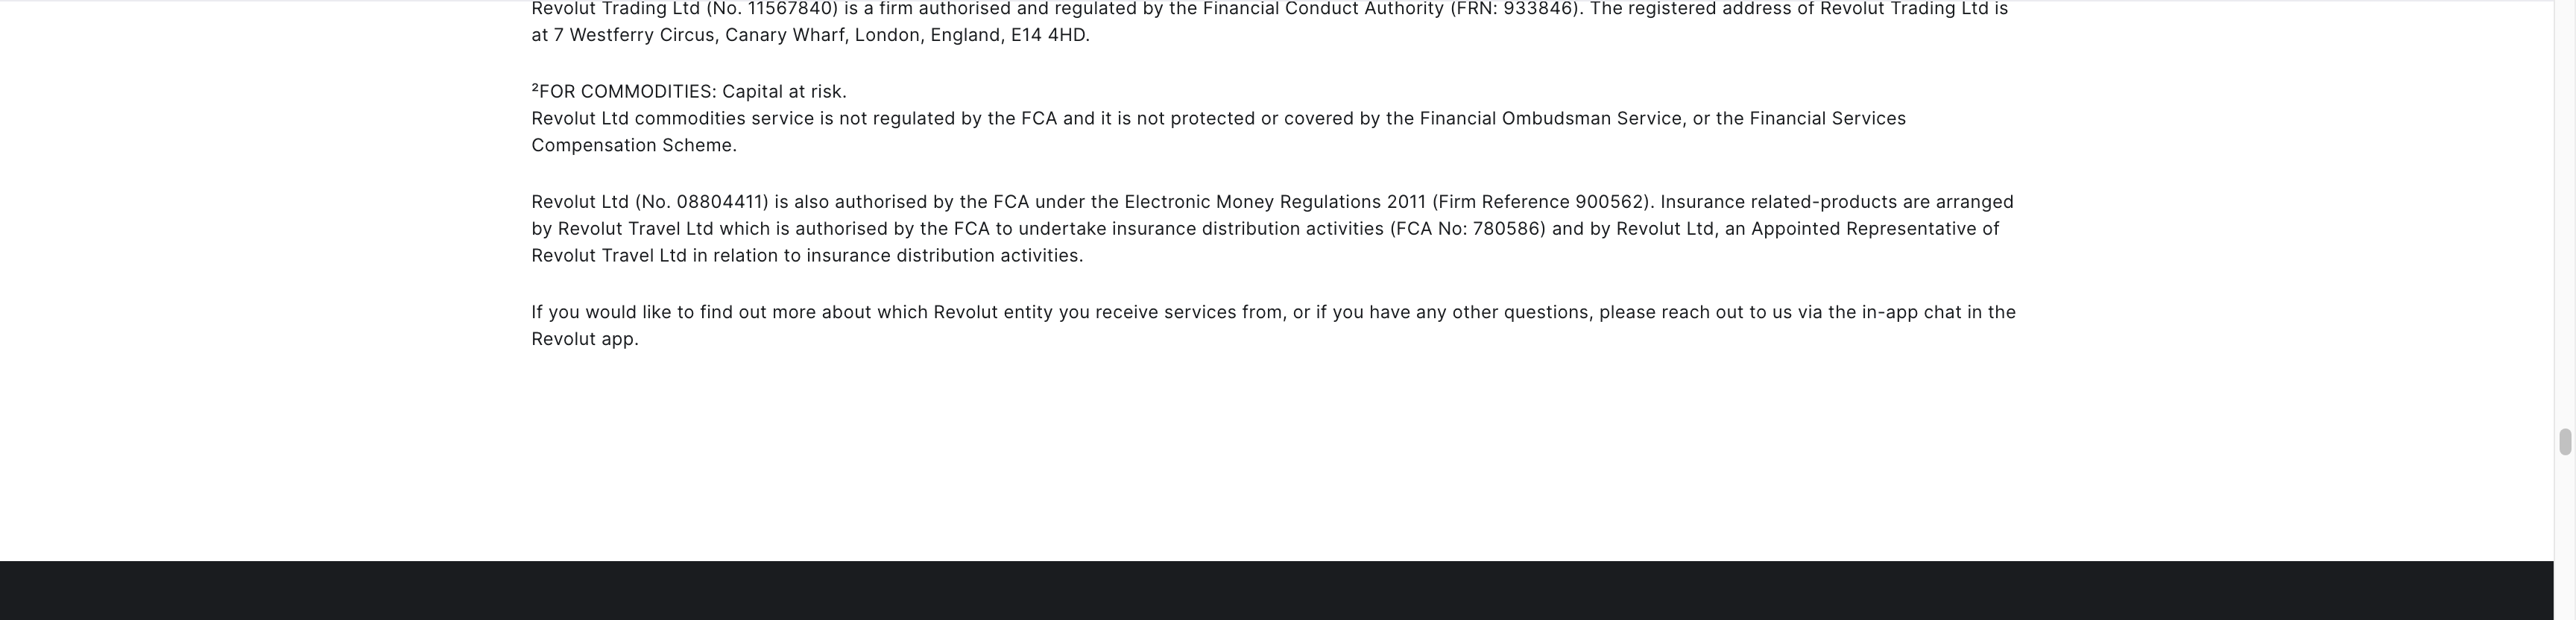 Revolut Trading Ltd (No. 11567840) is a firm authorised and regulated by the Financial Conduct Authority (FRN: 933846). The registered address of Revolut Trading Ltd is
at 7 Westferry Circus, Canary Wharf, London, England, E14 4HD.
²FOR COMMODITIES: Capital at risk.
Revolut Ltd commodities service is not regulated by the FCA and it is not protected or covered by the Financial Ombudsman Service, or the Financial Services
Compensation Scheme.
Revolut Ltd (No. 08804411) is also authorised by the FCA under the Electronic Money Regulations 2011 (Firm Reference 900562). Insurance related-products are arranged
by Revolut Travel Ltd which is authorised by the FCA to undertake insurance distribution activities (FCA No: 780586) and by Revolut Ltd, an Appointed Representative of
Revolut Travel Ltd in relation to insurance distribution activities.
If you would like to find out more about which Revolut entity you receive services from, or if you have any other questions, please reach out to us via the in-app chat in the
Revolut app.